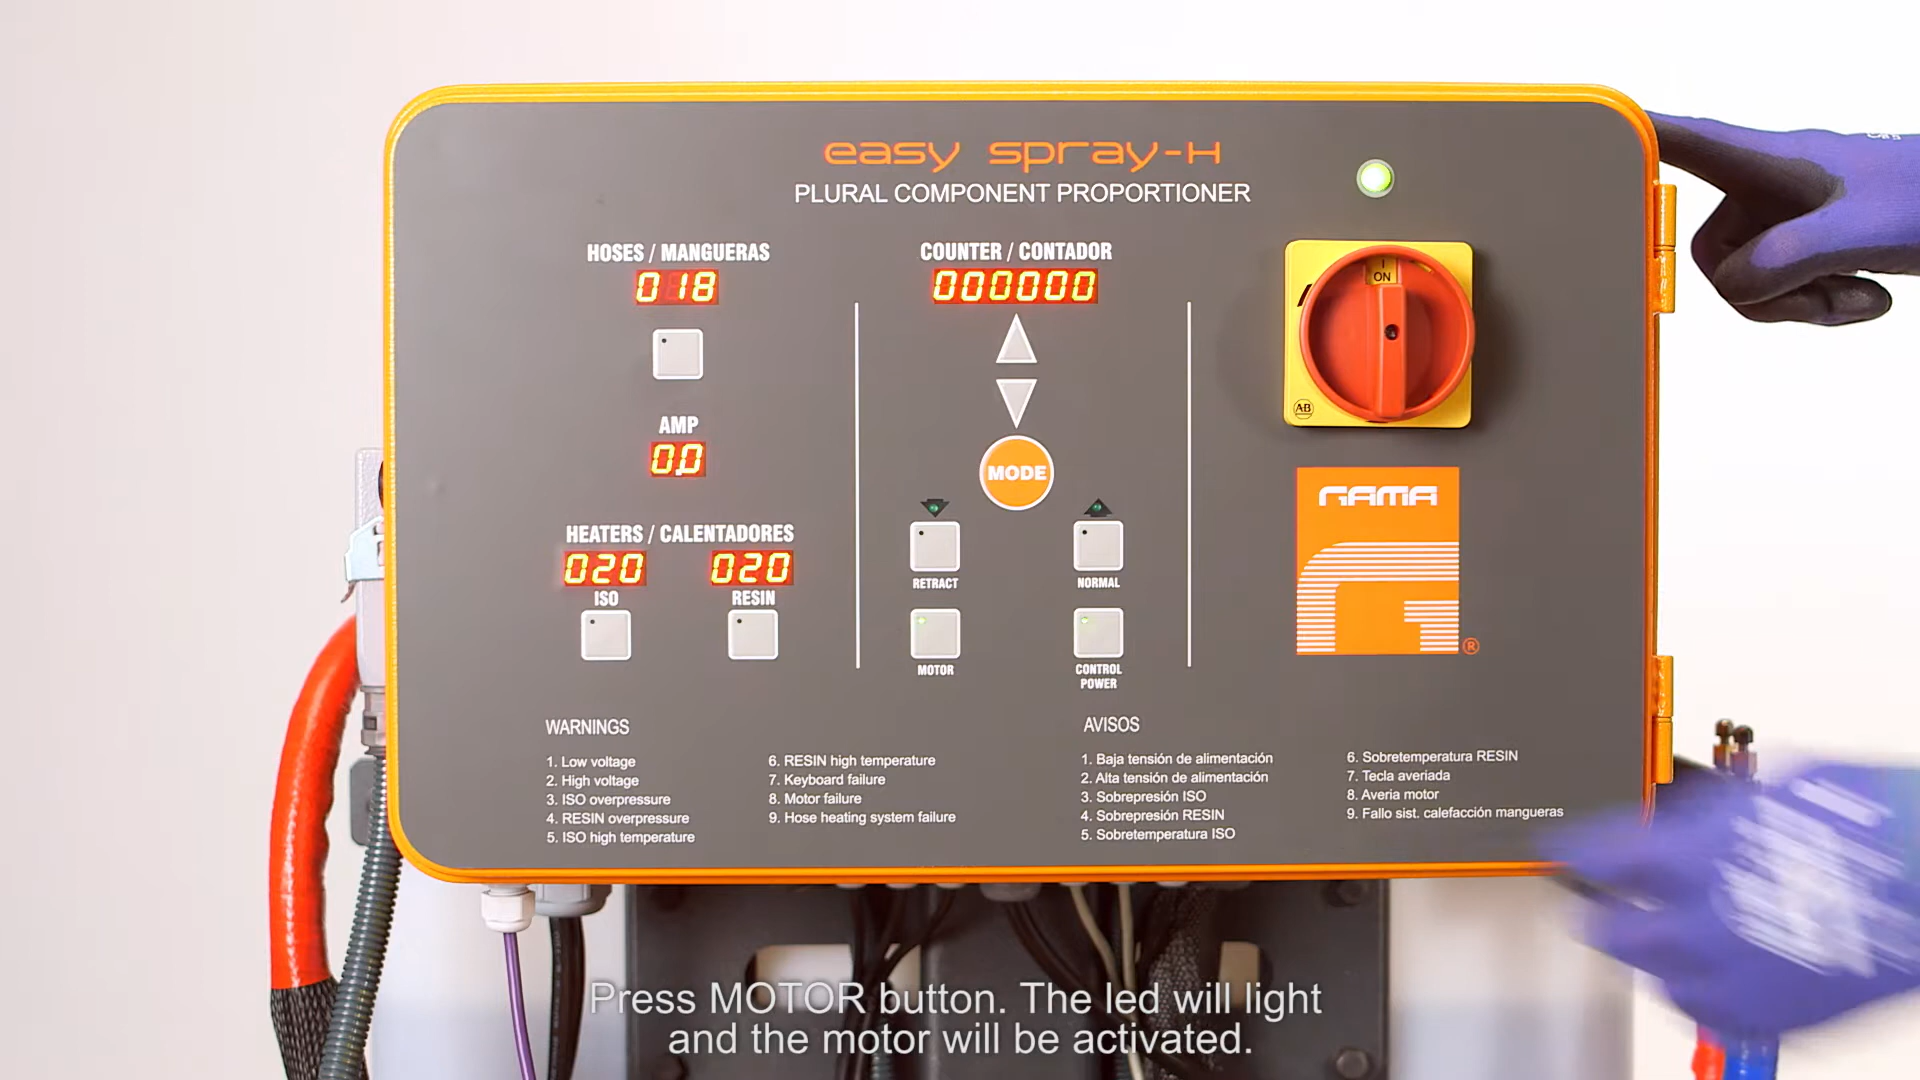 easy spray-H
PLURAL COMPONENT PROPORTIONER
HOSES / MANGUERAS
018
AMP
0.0
HEATERS / CALENTADORES
020 020
ISO RESIN
COUNTER / CONTADOR
000000
MODE
RETRACT NORMAL
MOTOR CONTROL
POWER
I
ON
A-B
GAMA
®
WARNINGS
1. Low voltage
2. High voltage
3. ISO overpressure
4. RESIN overpressure
5. ISO high temperature
6. RESIN high temperature
7. Keyboard failure
8. Motor failure
9. Hose heating system failure
AVISOS
1. Baja tensión de alimentación
2. Alta tensión de alimentación
3. Sobrepresión ISO
4. Sobrepresión RESIN
5. Sobretemperatura ISO
6. Sobretemperatura RESIN
7. Tecla averiada
8. Averia motor
9. Fallo sist. calefacción mangueras
Press MOTOR button. The led will light
and the motor will be activated.